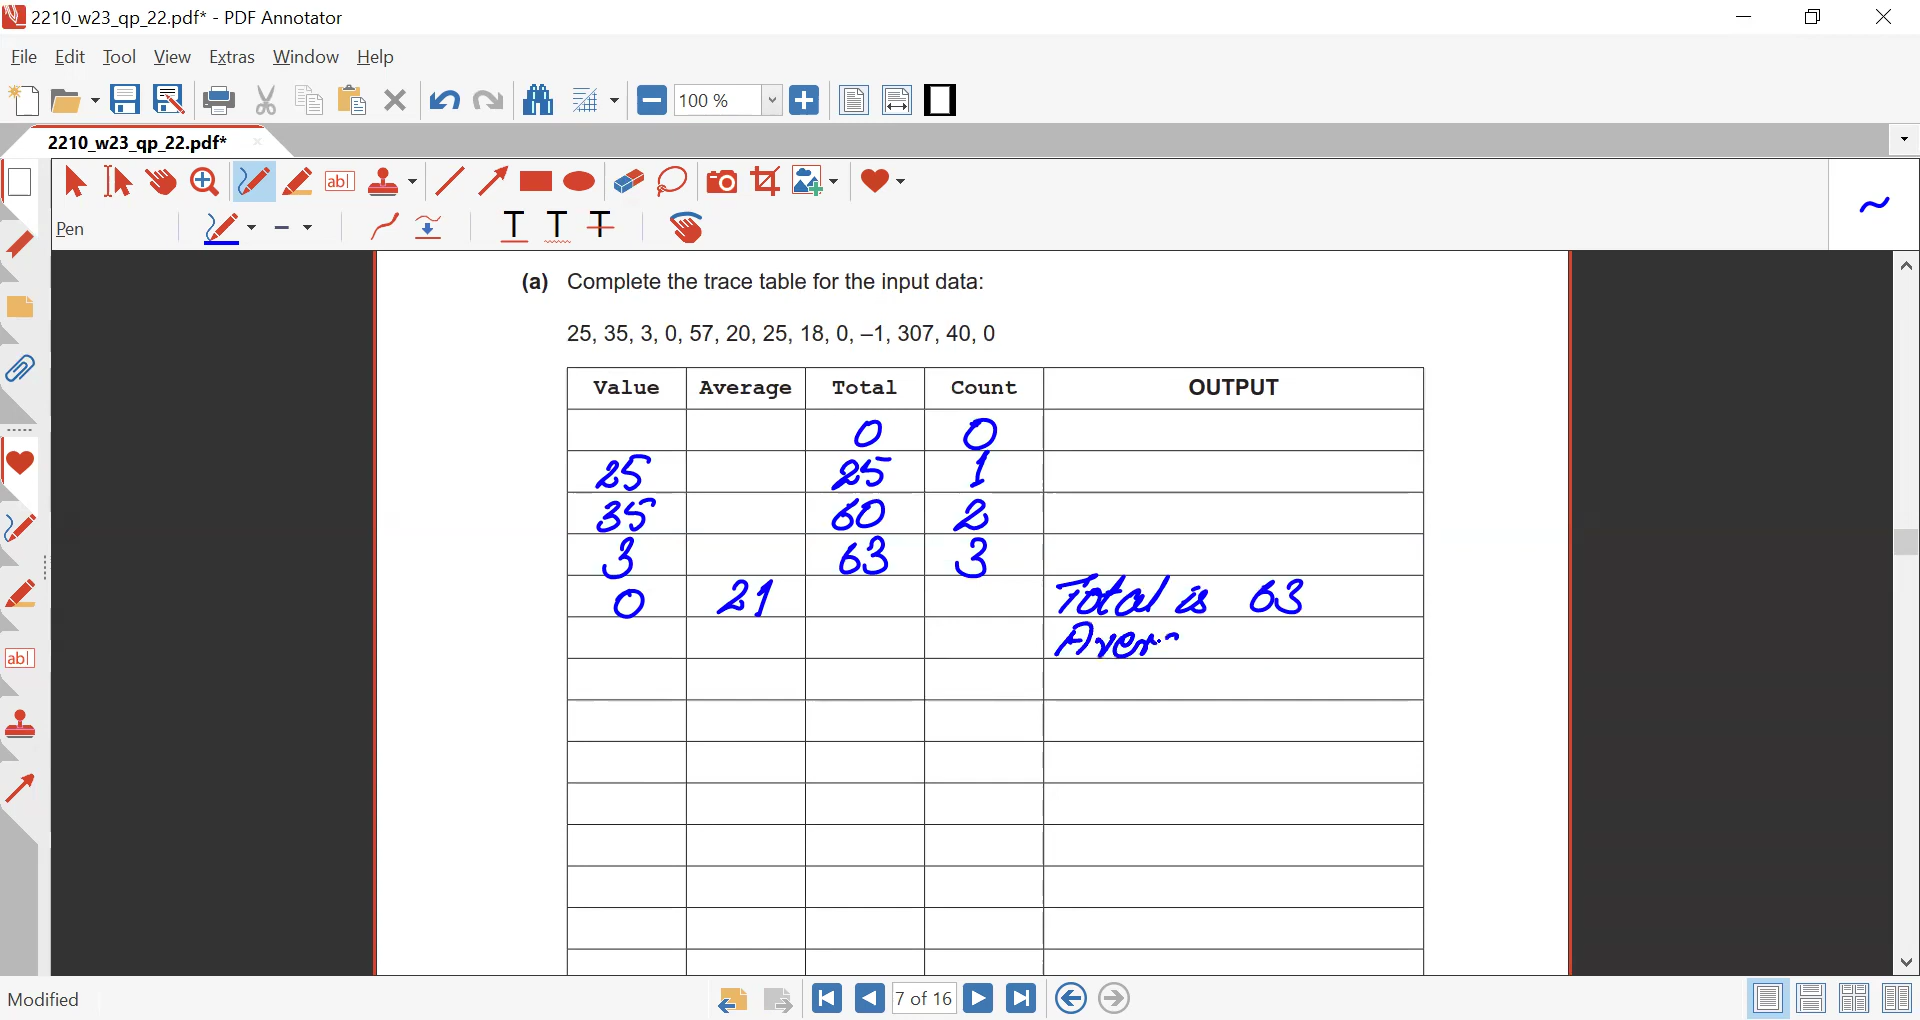 2210_w23_qp_22.pdf* - PDF Annotator
File Edit Tool View Extras Window Help
100 %
2210_w23_qp_22.pdf*
ab
Pen
T T T
ab
(a) Complete the trace table for the input data:
25, 35, 3, 0, 57, 20, 25, 18, 0, –1, 307, 40, 0
Value Average Total Count OUTPUT
0 0
25 25 1
35 60 2
3 63 3
0 21 Total is 63
Aver
Modified
7 of 16